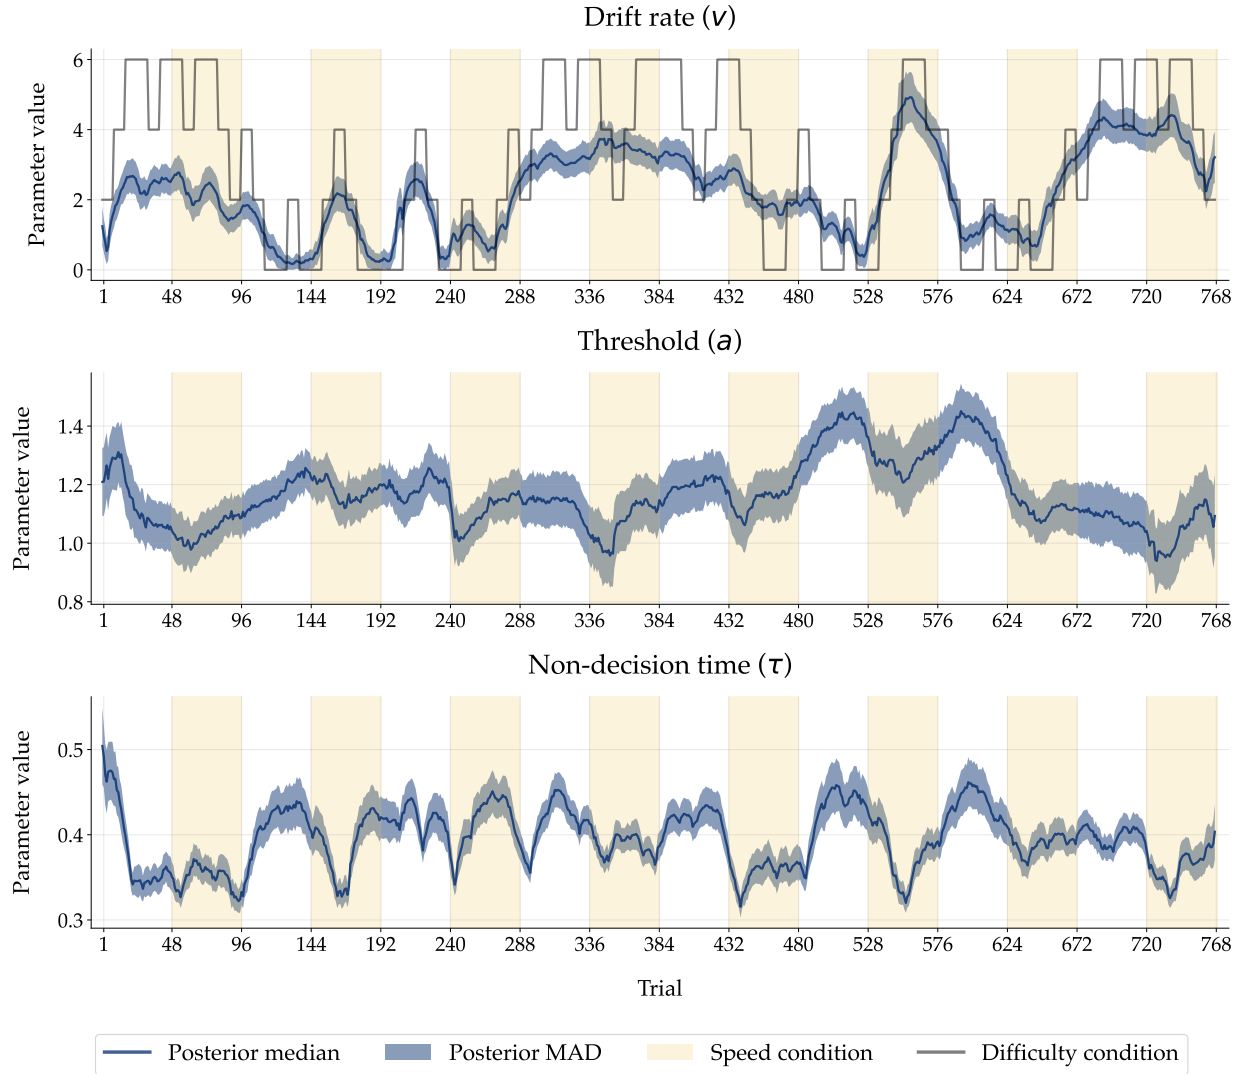 Drift rate (v)
Parameter value
6
4
2
0
1 48 96 144 192 240 288 336 384 432 480 528 576 624 672 720 768
Threshold (a)
Parameter value
1.4
1.2
1.0
0.8
1 48 96 144 192 240 288 336 384 432 480 528 576 624 672 720 768
Non-decision time (τ)
Parameter value
0.5
0.4
0.3
1 48 96 144 192 240 288 336 384 432 480 528 576 624 672 720 768
Trial
Posterior median Posterior MAD Speed condition Difficulty condition